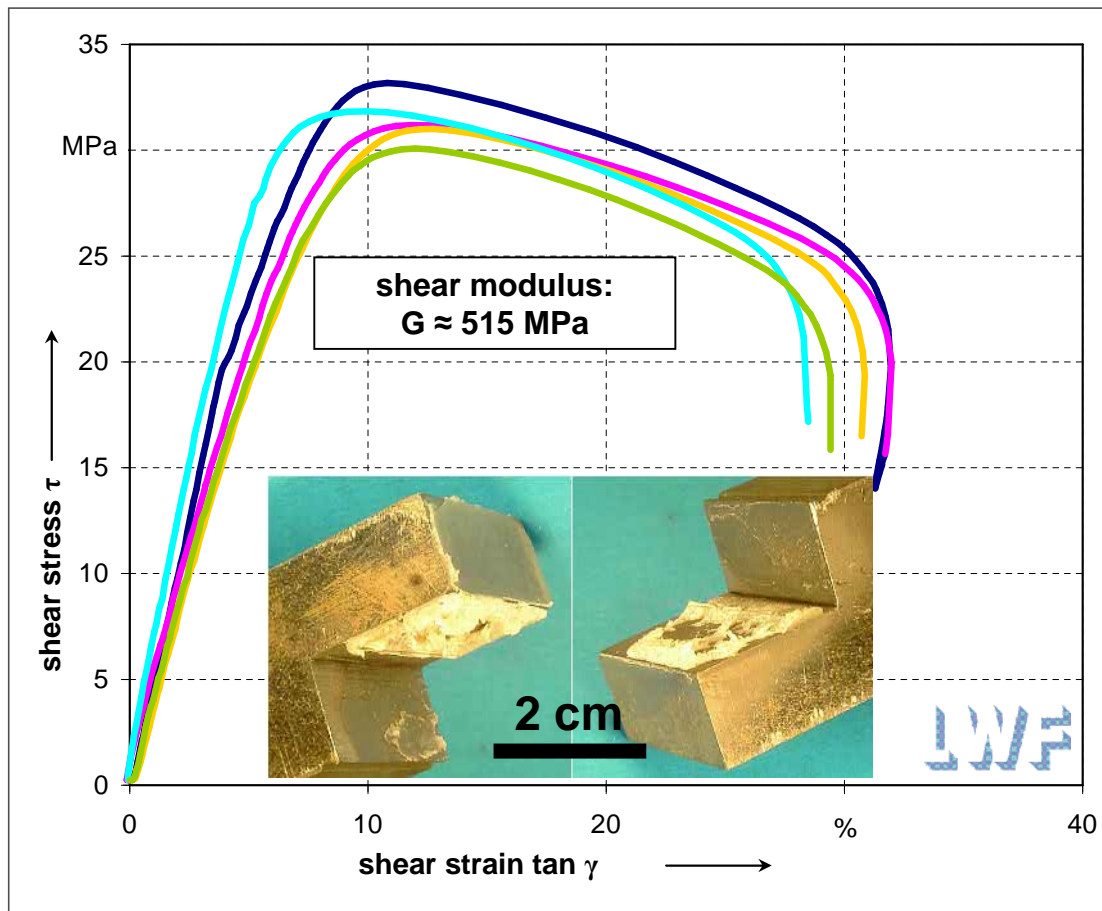 35
MPa
25
20
15
10
5
0
shear stress τ
shear modulus:
G ≈ 515 MPa
2 cm
LWF
0
10
20
%
40
shear strain tan γ